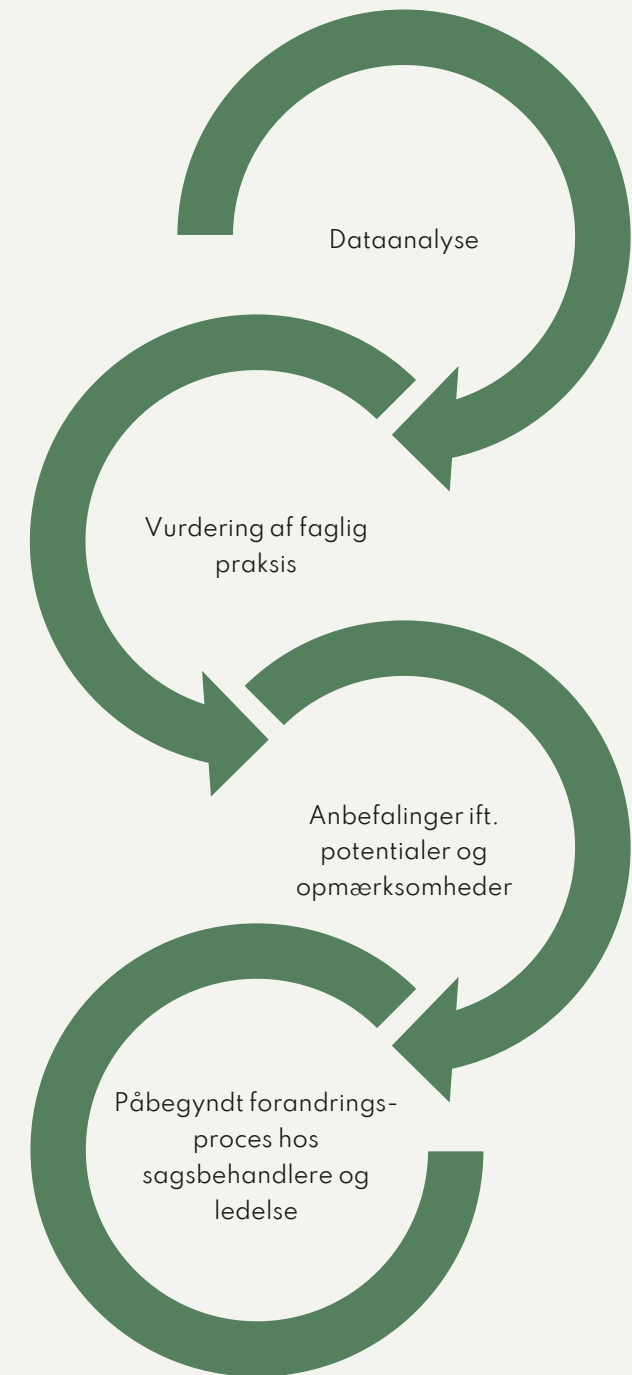 Dataanalyse
Vurdering af faglig
praksis
Anbefalinger ift.
potentialer og
opmærksomheder
Påbegyndt forandrings-
proces hos
sagsbehandlere og
ledelse